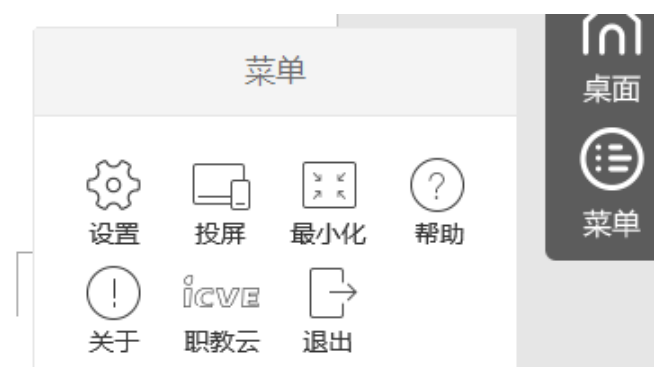 菜单
桌面
菜单
设置 投屏 最小化 帮助
icve
关于 职教云 退出